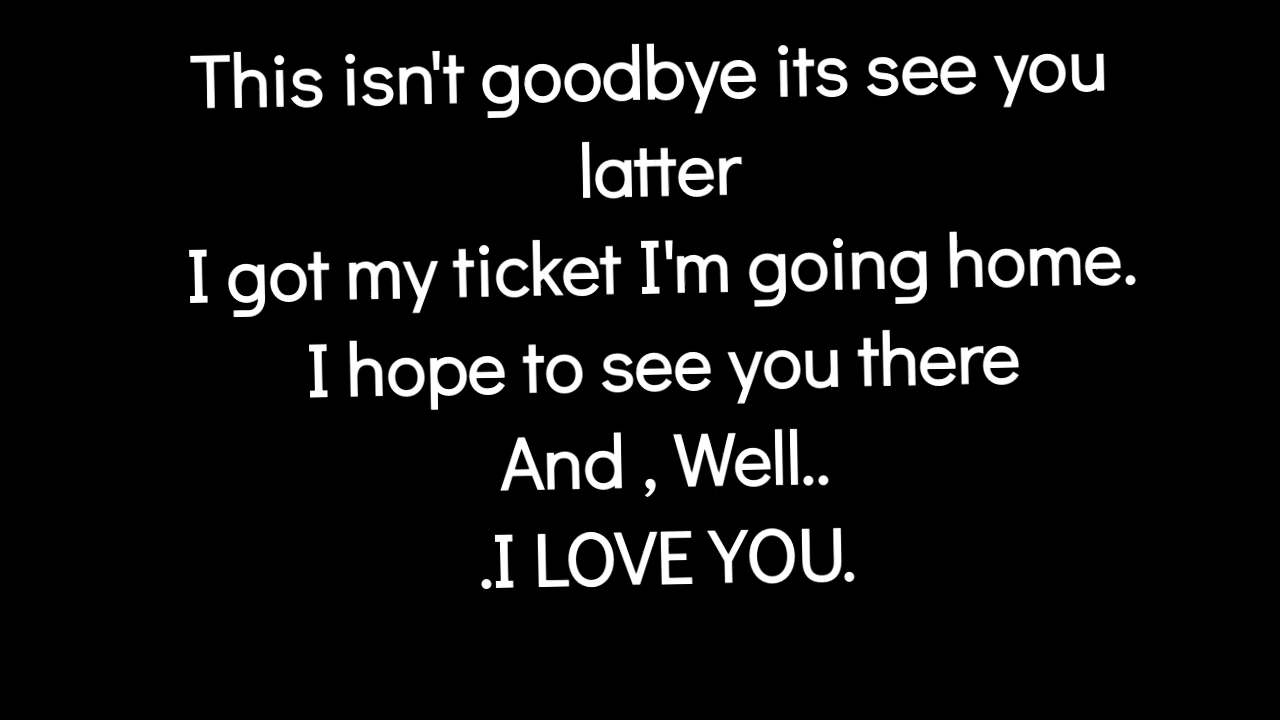 This isn't goodbye its see you
latter
I got my ticket I'm going home.
I hope to see you there
And , Well..
.I LOVE YOU.